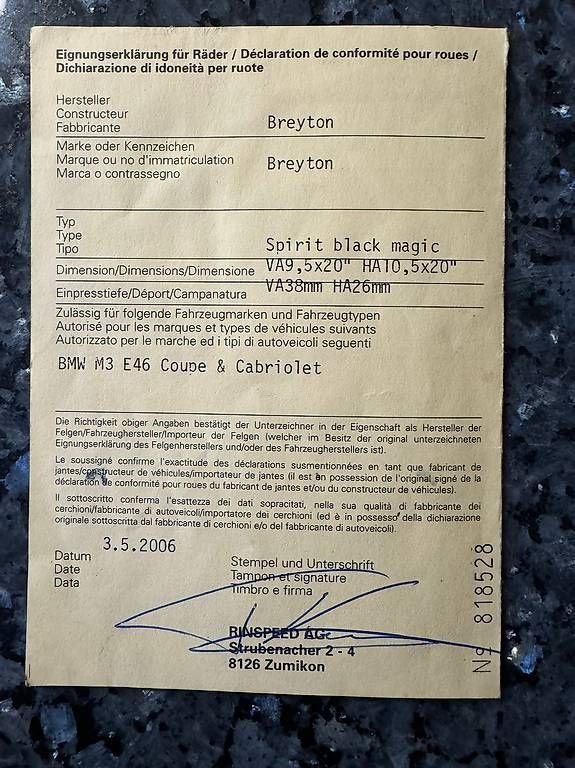 Eignungserklärung für Räder / Déclaration de conformité pour roues /
Dichiarazione di idoneità per ruote
Hersteller
Constructeur
Fabbricante
Breyton
Marke oder Kennzeichen
Marque ou no d'immatriculation
Marca o contrassegno
Breyton
Typ
Type
Tipo
Spirit black magic
Dimension/Dimensions/Dimensione
VA9,5x20" HA10,5x20"
Einpresstiefe/Déport/Campanatura
VA38mm HA26mm
Zulässig für folgende Fahrzeugmarken und Fahrzeugtypen
Autorisé pour les marques et types de véhicules suivants
Autorizzato per le marche ed i tipi di autoveicoli seguenti
BMW M3 E46 Coupe & Cabriolet
Die Richtigkeit obiger Angaben bestätigt der Unterzeichner in der Eigenschaft als Hersteller der
Felgen/Fahrzeughersteller/Importeur der Felgen (welcher im Besitz der original unterzeichneten
Eignungserklärung des Felgenherstellers und/oder des Fahrzeugherstellers ist).
Le soussigné confirme l'exactitude des déclarations susmentionnées en tant que fabricant de
jantes/constructeur de véhicules/importateur de jantes (il est en possession de l'original signé de la
déclaration de conformité pour roues du fabricant de jantes et/ou du constructeur de véhicules).
Il sottoscritto conferma l'esattezza dei dati sopracitati, nella sua qualità di fabbricante dei
cerchioni/fabbricante di autoveicoli/importatore dei cerchioni (ed è in possesso della dichiarazione
originale sottoscritta dal fabbricante di cerchioni e/o del fabbricante di autoveicoli).
3.5.2006
Datum
Date
Data
Stempel und Unterschrift
Tampon et signature
Timbro e firma
RINSPEED AG
Strubenacher 2 - 4
8126 Zumikon
Nº 818528